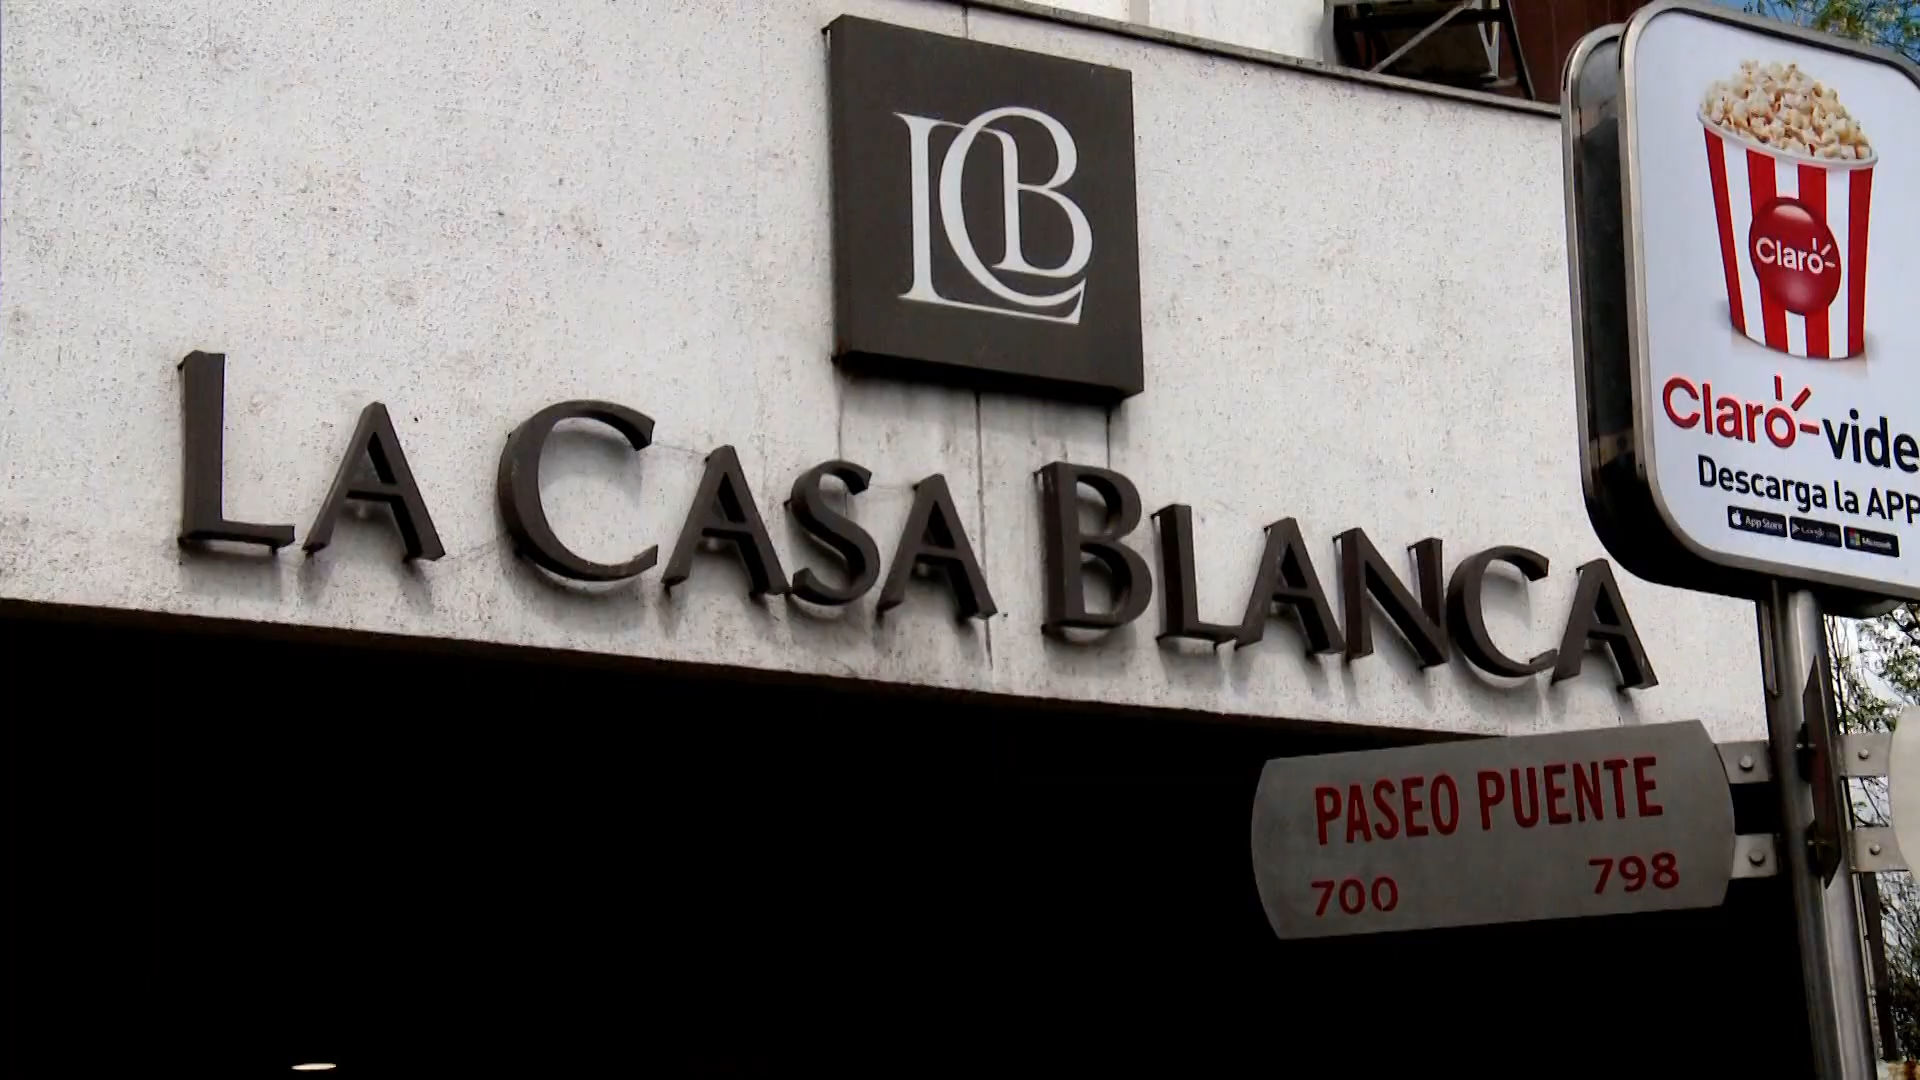 LCB
LA CASA BLANCA
Claro
Claro-vide
Descarga la APP
App Store
Microsoft
PASEO PUENTE
700 798